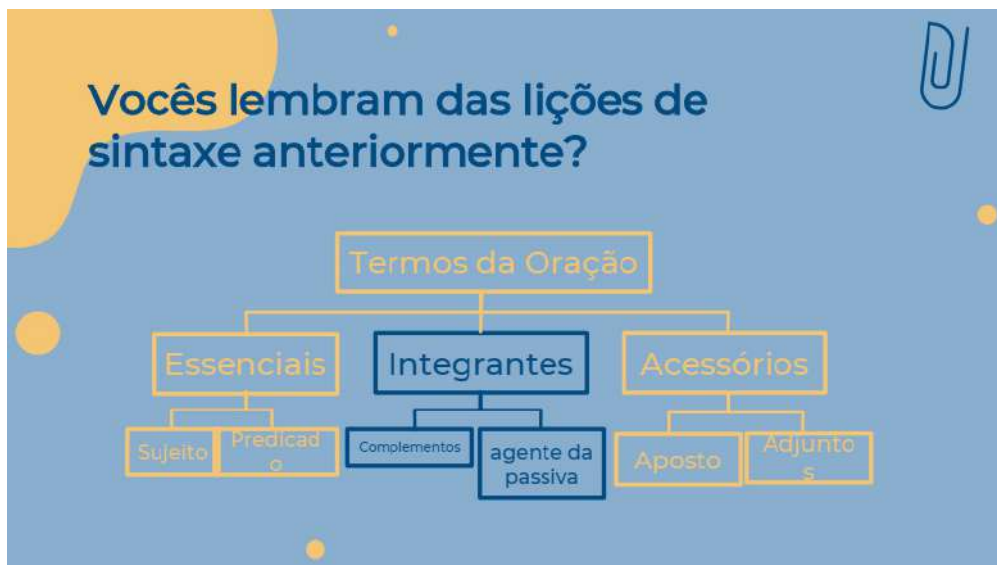 Vocês lembram das lições de
sintaxe anteriormente?
Termos da Oração
Essenciais
Integrantes
Acessórios
Sujeito
Predicad
o
Complementos
agente da
passiva
Aposto
Adjunto
s